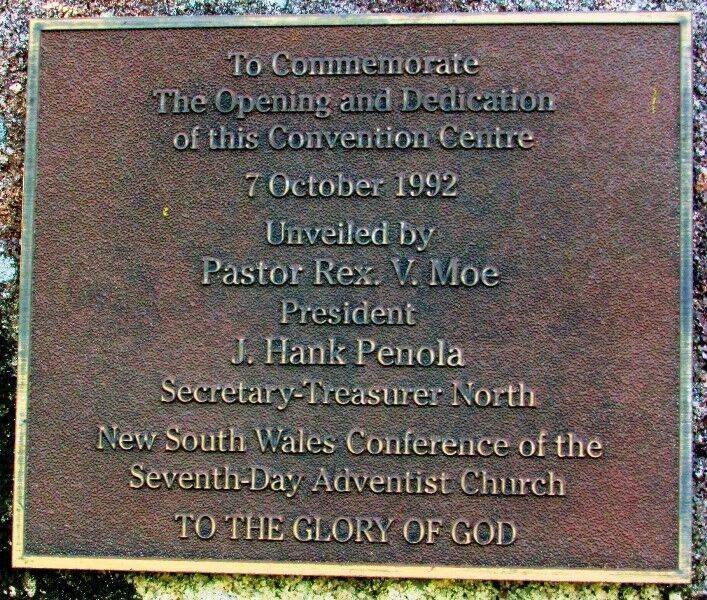 To Commemorate
The Opening and Dedication
of this Convention Centre
7 October 1992
Unveiled by
Pastor Rex. V. Moe
President
J. Hank Penola
Secretary-Treasurer North
New South Wales Conference of the
Seventh-Day Adventist Church
TO THE GLORY OF GOD